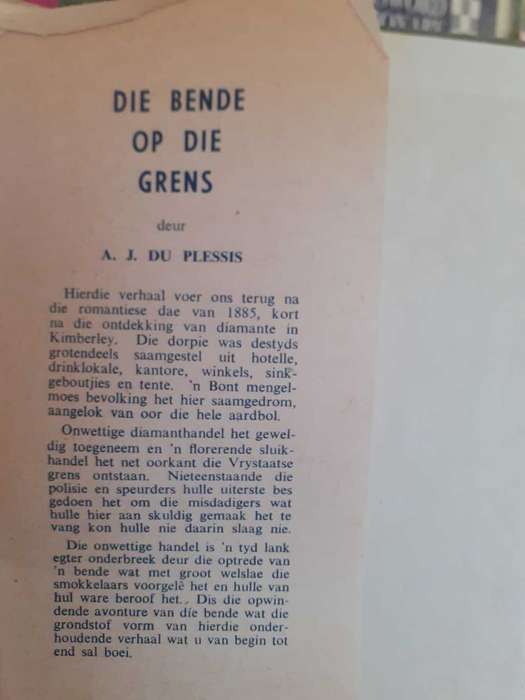 DIE BENDE
OP DIE
GRENS
deur
A. J. DU PLESSIS
Hierdie verhaal voer ons terug na
die romantiese dae van 1885, kort
na die ontdekking van diamante in
Kimberley. Die dorpie was destyds
grotendeels saamgestel uit hotelle,
drinklokale, kantore, winkels, sink-
geboutjies en tente. 'n Bont mengel-
moes bevolking het hier saamgedrom,
aangelok van oor die hele aardbol.
Onwettige diamanthandel het gewel-
dig toegeneem en 'n florerende sluik-
handel het net oorkant die Vrystaatse
grens ontstaan. Nieteenstaande die
polisie en speurders hulle uiterste bes
gedoen het om die misdadigers wat
hulle hier aan skuldig gemaak het te
vang kon hulle nie daarin slaag nie.
Die onwettige handel is 'n tyd lank
egter onderbreek deur die optrede van
'n bende wat met groot welslae die
smokkelaars voorgelê het en hulle van
hul ware beroof het. Dis die opwin-
dende avonture van die bende wat die
grondstof vorm van hierdie onder-
houdende verhaal wat u van begin tot
end sal boei.